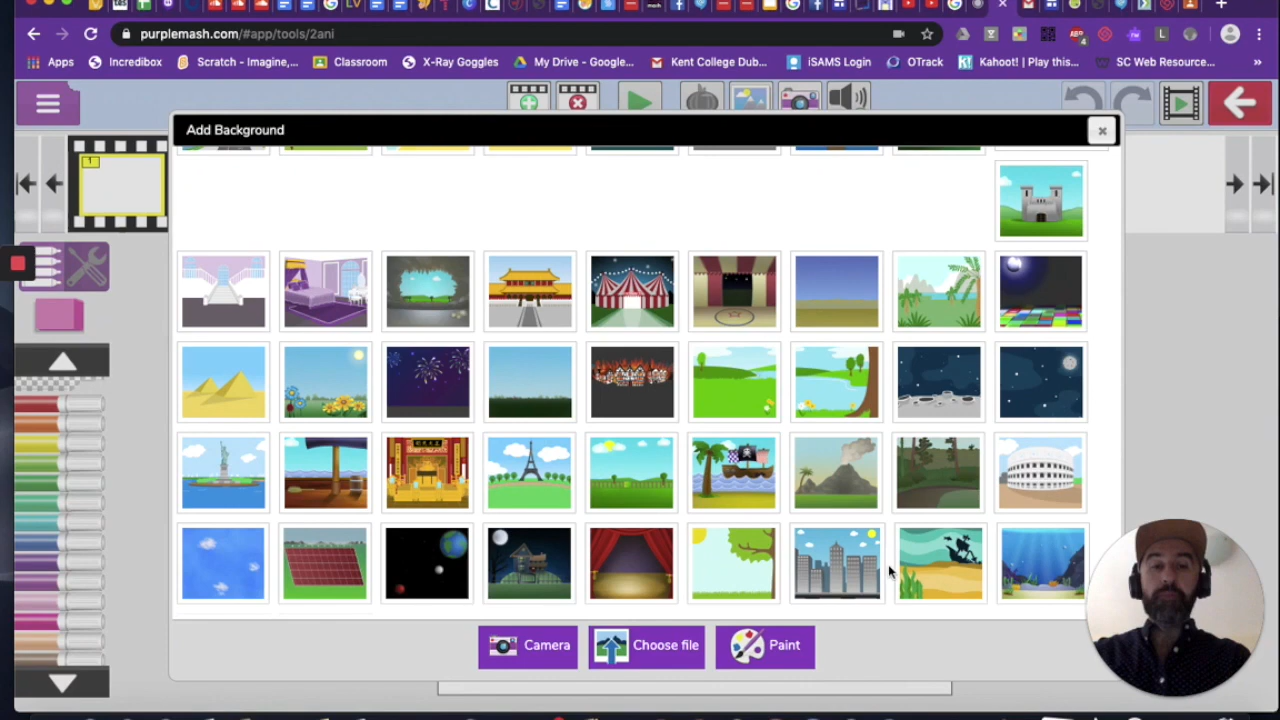 purplemash.com/#app/tools/2ani
Apps
Incredibox
Scratch - Imagine,...
Classroom
X-Ray Goggles
My Drive - Google...
Kent College Dub...
iSAMS Login
OTrack
Kahoot! | Play this...
SC Web Resource...
»
Add Background
1
Camera
Choose file
Paint